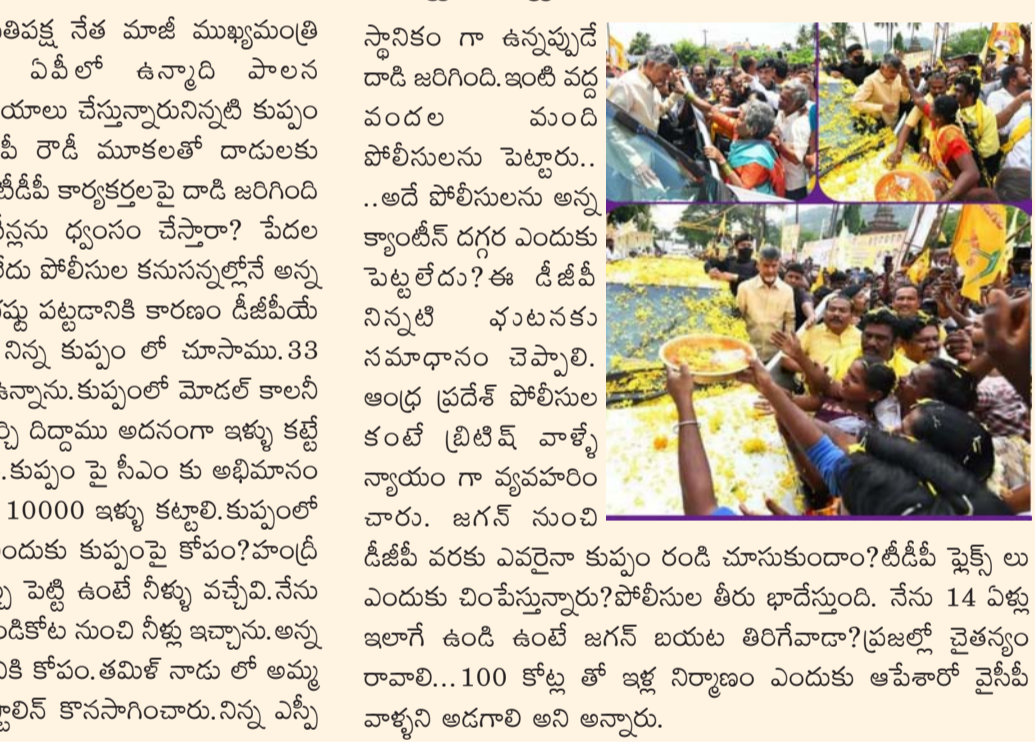 తిపక్ష నేత మాజీ ముఖ్యమంత్రి
ఏపీలో ఉన్మాది పాలన
యాలు చేస్తున్నారునిన్నటి కుప్పం
పీ రౌడీ మూకలతో దాడులకు
టీడీపీ కార్యకర్తలపై దాడి జరిగింది
న్లను ధ్వంసం చేస్తారా? పేదల
దు పోలీసుల కనుసన్నల్లోనే అన్న
ష్టు పట్టడానికి కారణం డీజీపీయే
నిన్న కుప్పం లో చూసాము.33
ఉన్నాను.కుప్పంలో మోడల్ కాలనీ
ర్చి దిద్దాము అదనంగా ఇళ్ళు కట్టే
.కుప్పం పై సీఎం కు అభిమానం
10000 ఇళ్ళు కట్టాలి.కుప్పంలో
ందుకు కుప్పంపై కోపం?హంద్రీ
పెట్టి ఉంటే నీళ్ళు వచ్చేవి.నేను
డికోట నుంచి నీళ్లు ఇచ్చాను.అన్న
కి కోపం.తమిళ్ నాడు లో అమ్మ
టాలిన్ కొనసాగించారు.నిన్న ఎస్పీ
స్థానికం గా ఉన్నప్పుడే
దాడి జరిగింది.ఇంటి వద్ద
వందల మంది
పోలీసులను పెట్టారు..
..అదే పోలీసులను అన్న
క్యాంటీన్ దగ్గర ఎందుకు
పెట్టలేదు?ఈ డీజీపీ
నిన్నటి ఘటనకు
సమాధానం చెప్పాలి.
ఆంధ్ర ప్రదేశ్ పోలీసుల
కంటే బ్రిటిష్ వాళ్ళే
న్యాయం గా వ్యవహరిం
చారు. జగన్ నుంచి
డీజీపీ వరకు ఎవరైనా కుప్పం రండి చూసుకుందాం?టీడీపీ ఫ్లెక్స్ లు
ఎందుకు చింపేస్తున్నారు?పోలీసుల తీరు భాదేస్తుంది. నేను 14 ఏళ్లు
ఇలాగే ఉండి ఉంటే జగన్ బయట తిరిగేవాడా?ప్రజల్లో చైతన్యం
రావాలి...100 కోట్ల తో ఇళ్ల నిర్మాణం ఎందుకు ఆపేశారో వైసీపీ
వాళ్ళని అడగాలి అని అన్నారు.